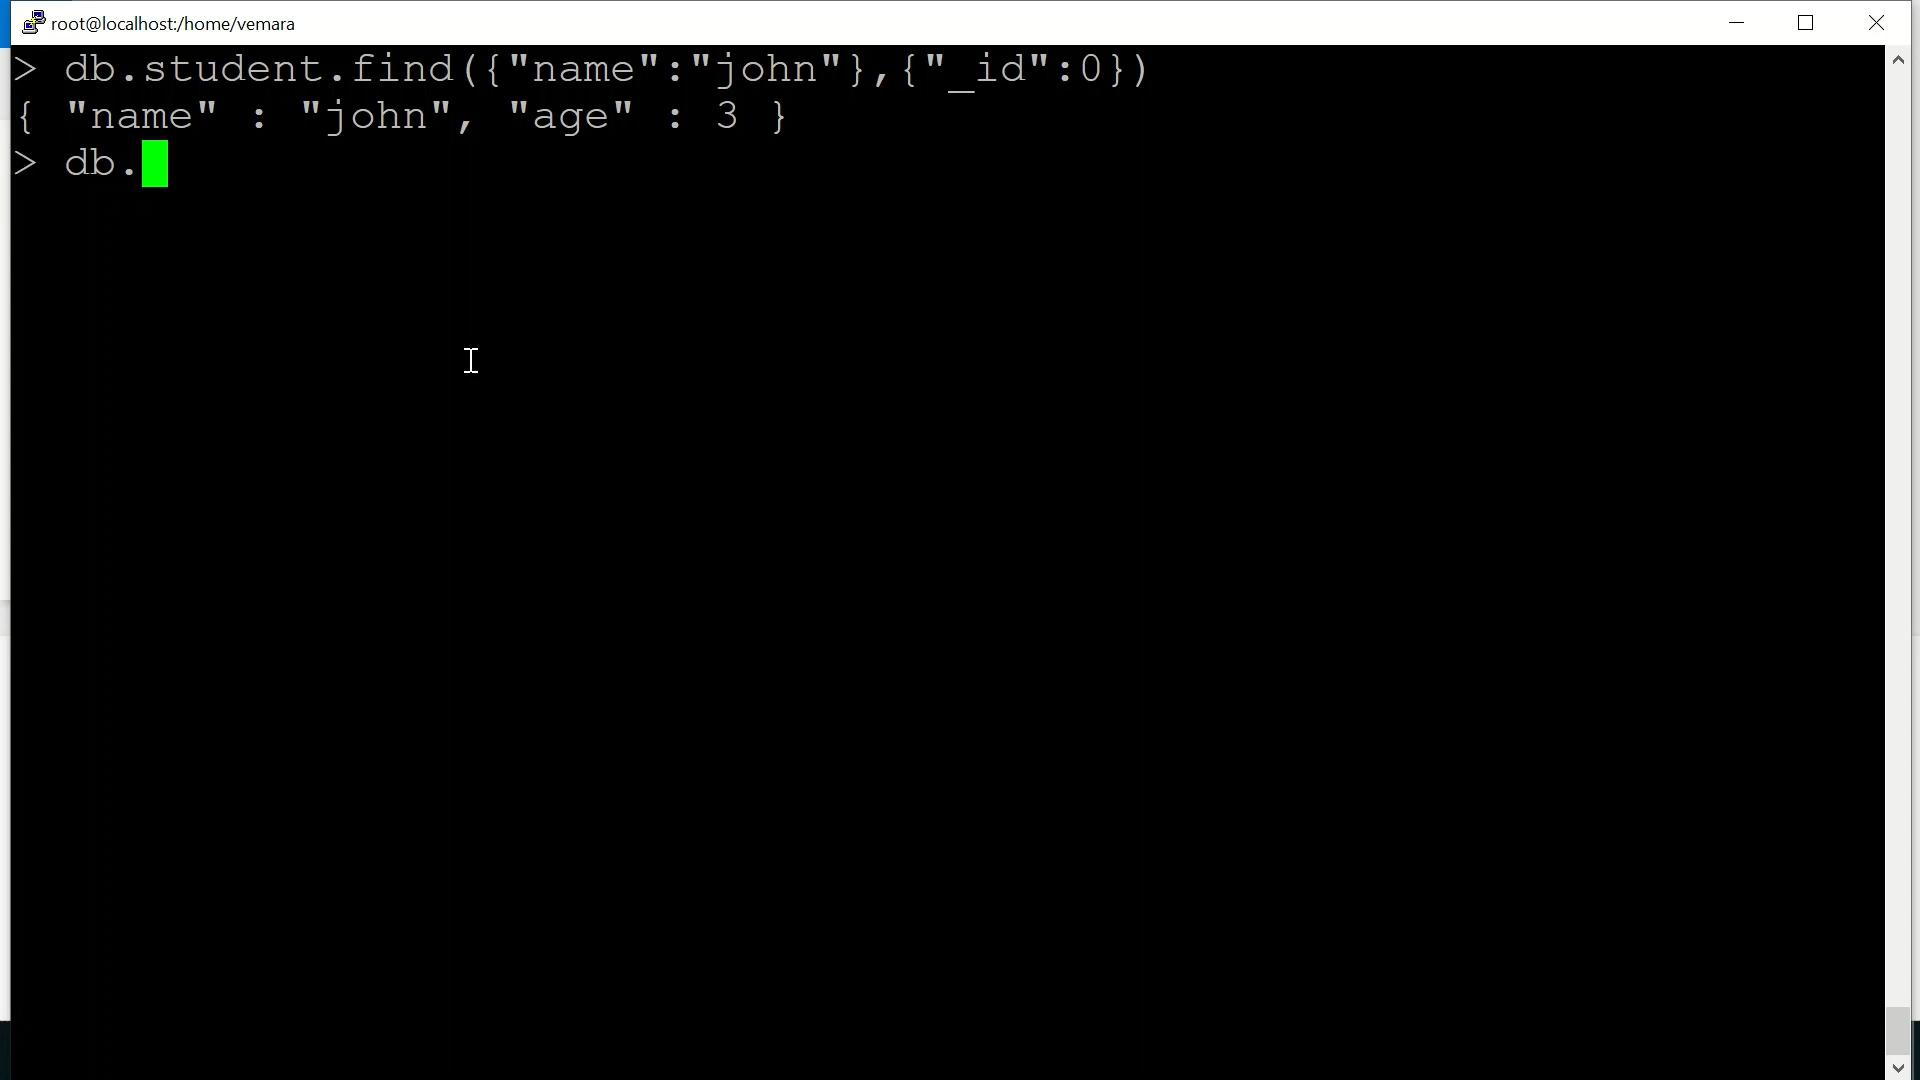 root@localhost:/home/vemara
> db.student.find({"name":"john"},{"_id":0})
{ "name" : "john", "age" : 3 }
> db.